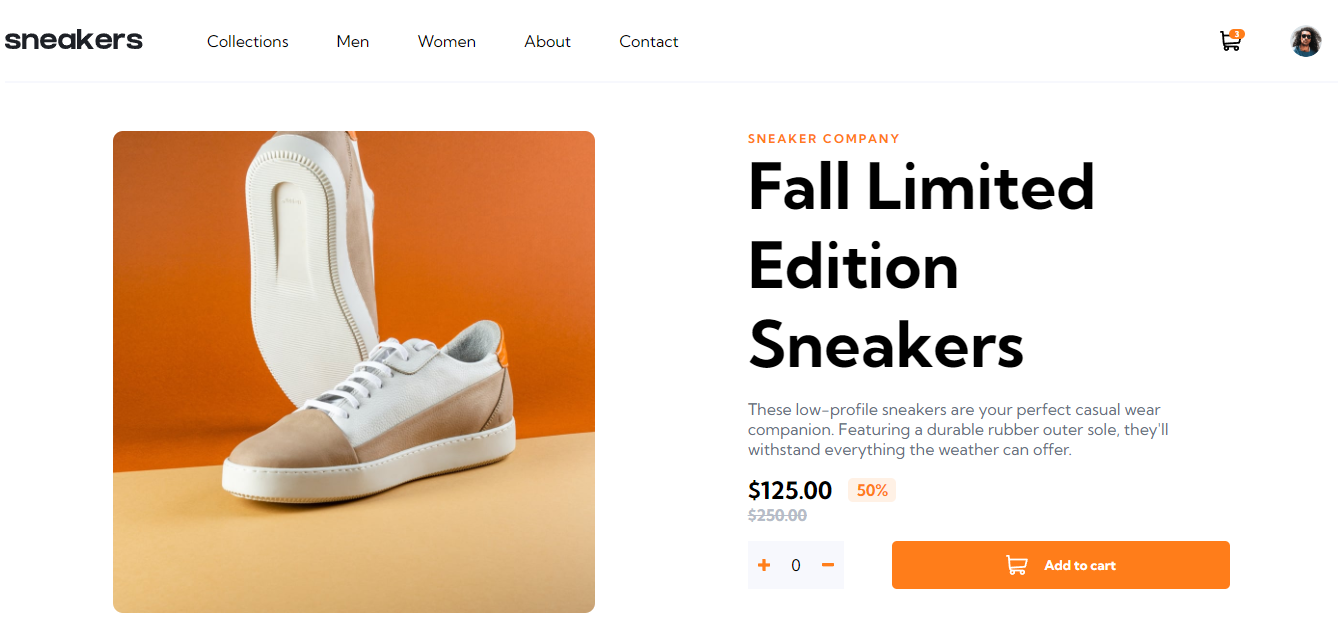 sneakers
Collections
Men
Women
About
Contact
3
SNEAKER COMPANY
Fall Limited
Edition
Sneakers
These low-profile sneakers are your perfect casual wear
companion. Featuring a durable rubber outer sole, they'll
withstand everything the weather can offer.
$125.00 50%
$250.00
+ 0 −
Add to cart